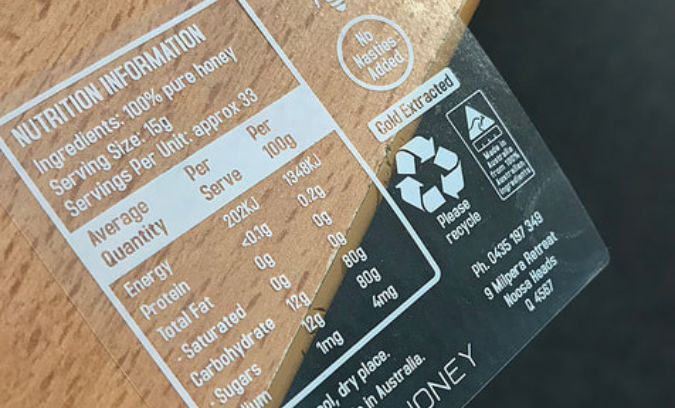 NUTRITION INFORMATION
Ingredients: 100% pure honey
Serving Size: 15g
Servings Per Unit: approx 33
Average Quantity Per Serve Per 100g
Energy 202KJ 1348KJ
Protein <0.1g 0.2g
Total Fat 0g 0g
- Saturated 0g 0g
Carbohydrate 12g 80g
- Sugars 12g 80g
1mg 4mg
dry place.
in Australia.
HONEY
No
Nasties
Added
Cold Extracted
Please
recycle
Made in
Australia
from 100%
Australian
Ingredients
Ph. 0435 197 349
9 Milpera Retreat
Noosa Heads
Q 4567